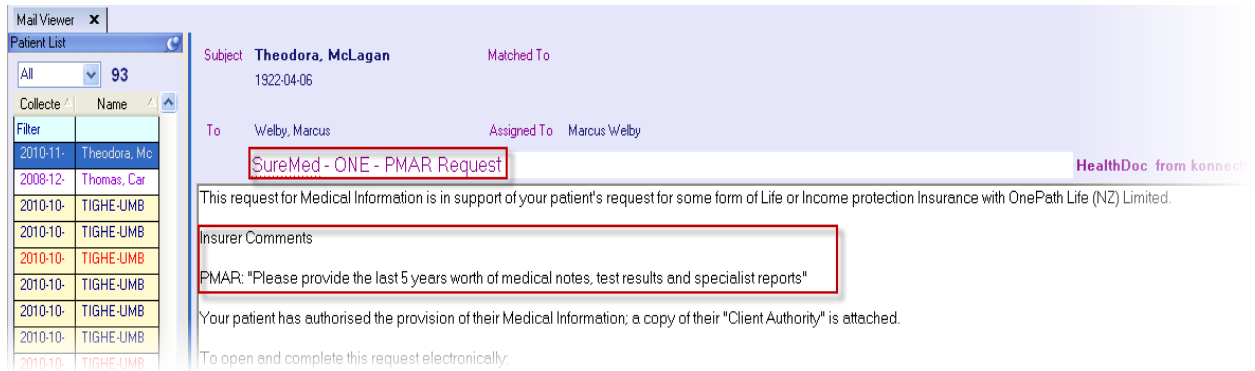 Mail Viewer X
Patient List
All 93
Collecte Name
Filter
2010-11- Theodora, Mc
2008-12- Thomas, Car
2010-10- TIGHE-UMB
2010-10- TIGHE-UMB
2010-10- TIGHE-UMB
2010-10- TIGHE-UMB
2010-10- TIGHE-UMB
2010-10- TIGHE-UMB
2010-10- TIGHE-UMB
Subject Theodora, McLagan Matched To
1922-04-06
To Welby, Marcus Assigned To Marcus Welby
SureMed - ONE - PMAR Request HealthDoc from konnect
This request for Medical Information is in support of your patient's request for some form of Life or Income protection Insurance with OnePath Life (NZ) Limited.
Insurer Comments
PMAR: "Please provide the last 5 years worth of medical notes, test results and specialist reports"
Your patient has authorised the provision of their Medical Information; a copy of their "Client Authority" is attached.
To open and complete this request electronically: